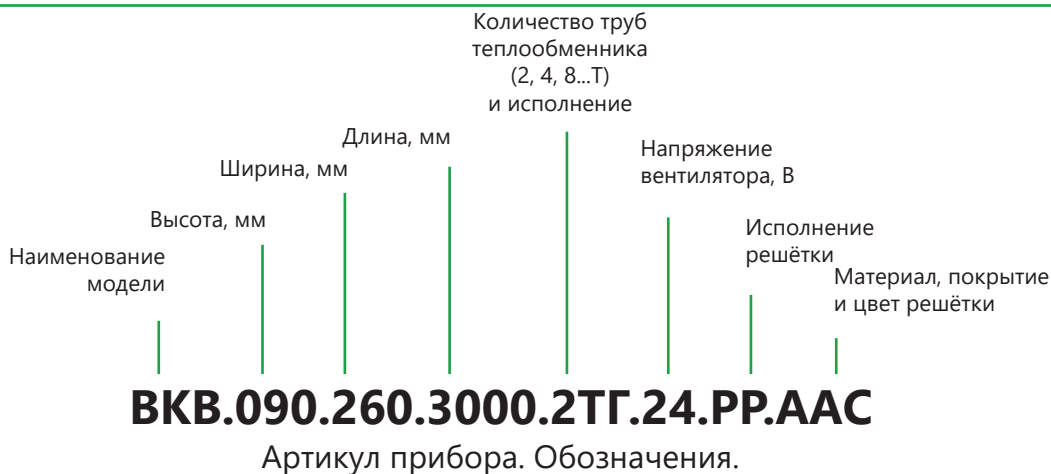 Количество труб
теплообменника
(2, 4, 8...Т)
и исполнение
Длина, мм
Ширина, мм
Высота, мм
Наименование
модели
Напряжение
вентилятора, В
Исполнение
решётки
Материал, покрытие
и цвет решётки
ВКВ.090.260.3000.2ТГ.24.РР.ААС
Артикул прибора. Обозначения.